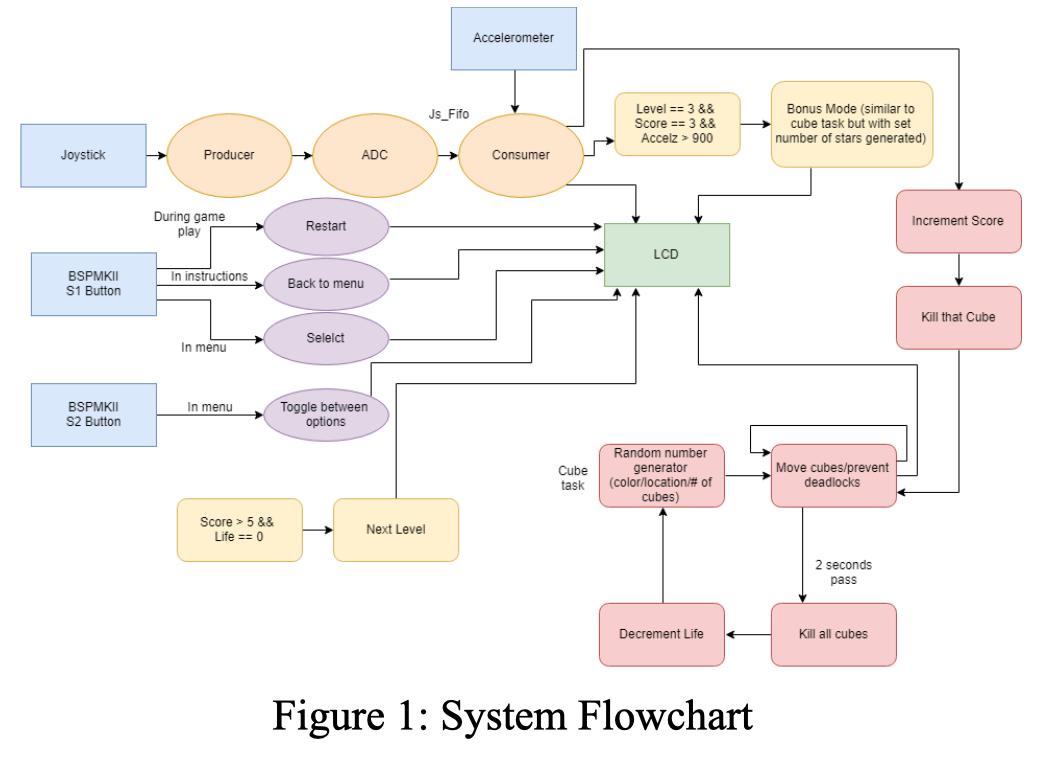 Accelerometer
Js_Fifo
Level == 3 &&
Score == 3 &&
Accelz > 900
Bonus Mode (similar to
cube task but with set
number of stars generated)
Joystick
Producer
ADC
Consumer
During game
play
Restart
Increment Score
LCD
BSPMKII
S1 Button
In instructions
Back to menu
Kill that Cube
In menu
Selelct
BSPMKII
S2 Button
In menu
Toggle between
options
Cube
task
Random number
generator
(color/location/# of
cubes)
Move cubes/prevent
deadlocks
Score > 5 &&
Life == 0
Next Level
2 seconds
pass
Decrement Life
Kill all cubes
Figure 1: System Flowchart